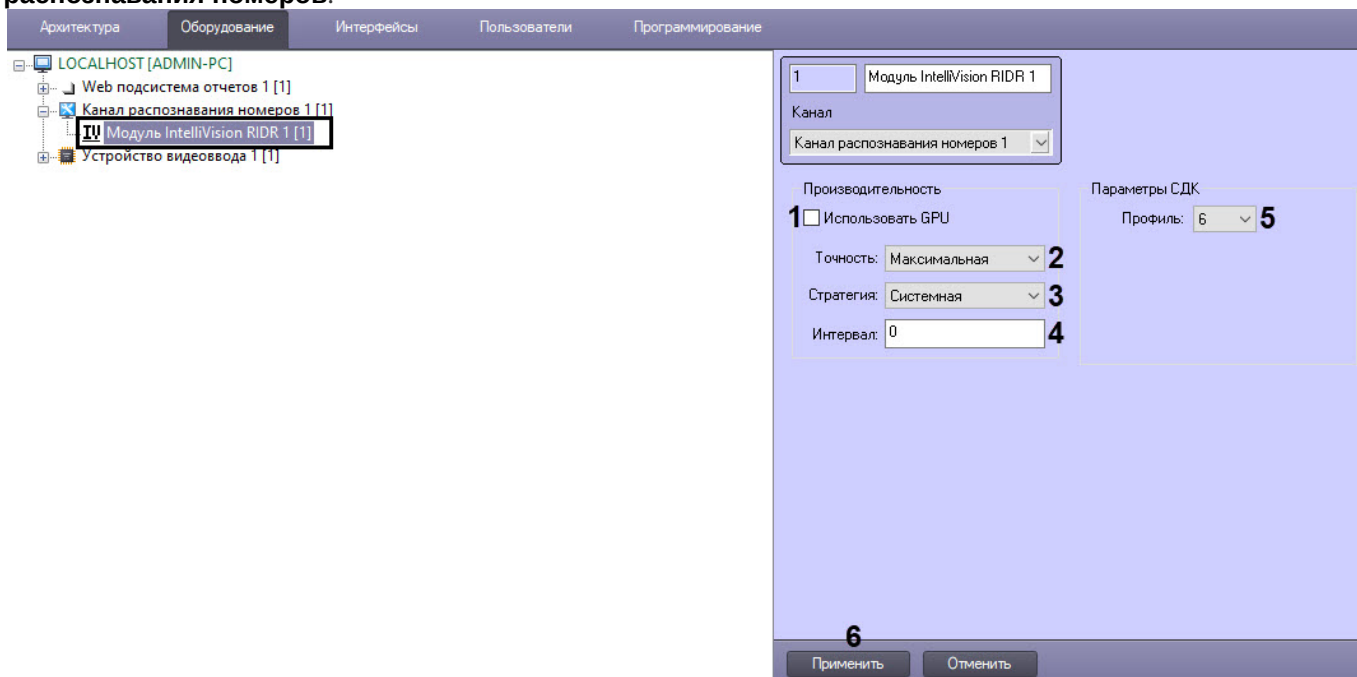 распознавания номеров.
Архитектура Оборудование Интерфейсы Пользователи Программирование
LOCALHOST [ADMIN-PC]
Web подсистема отчетов 1 [1]
Канал распознавания номеров 1 [1]
Модуль IntelliVision RIDR 1 [1]
Устройство видеоввода 1 [1]
1 Модуль IntelliVision RIDR 1
Канал
Канал распознавания номеров 1
Производительность
1 Использовать GPU
Точность: Максимальная 2
Стратегия: Системная 3
Интервал: 0 4
Параметры СДК
Профиль: 6 5
6
Применить Отменить